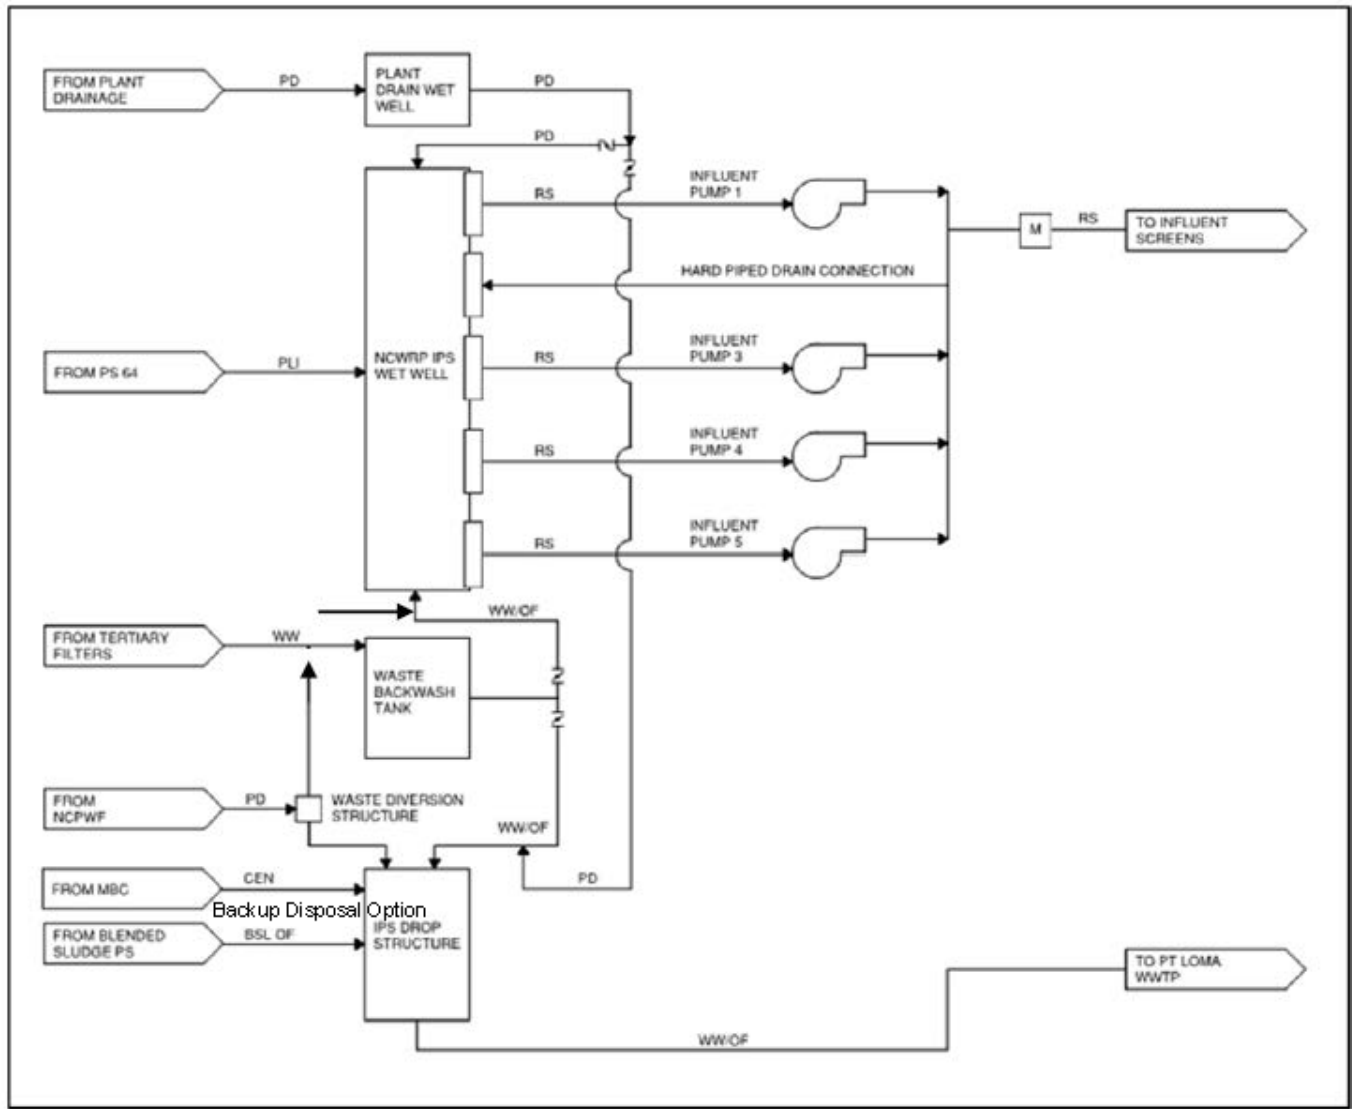 FROM PLANT
DRAINAGE
PD
PLANT
DRAIN WET
WELL
PD
PD
RS
INFLUENT
PUMP 1
M
RS
TO INFLUENT
SCREENS
HARD PIPED DRAIN CONNECTION
FROM PS 64
PLI
NCWRP IPS
WET WELL
RS
INFLUENT
PUMP 3
RS
INFLUENT
PUMP 4
RS
INFLUENT
PUMP 5
WW/OF
FROM TERTIARY
FILTERS
WW
WASTE
BACKWASH
TANK
FROM
NCPWF
PD
WASTE DIVERSION
STRUCTURE
WW/OF
PD
FROM MBC
CEN
Backup Disposal Option
FROM BLENDED
SLUDGE PS
BSL OF
IPS DROP
STRUCTURE
TO PT LOMA
WWTP
WW/OF